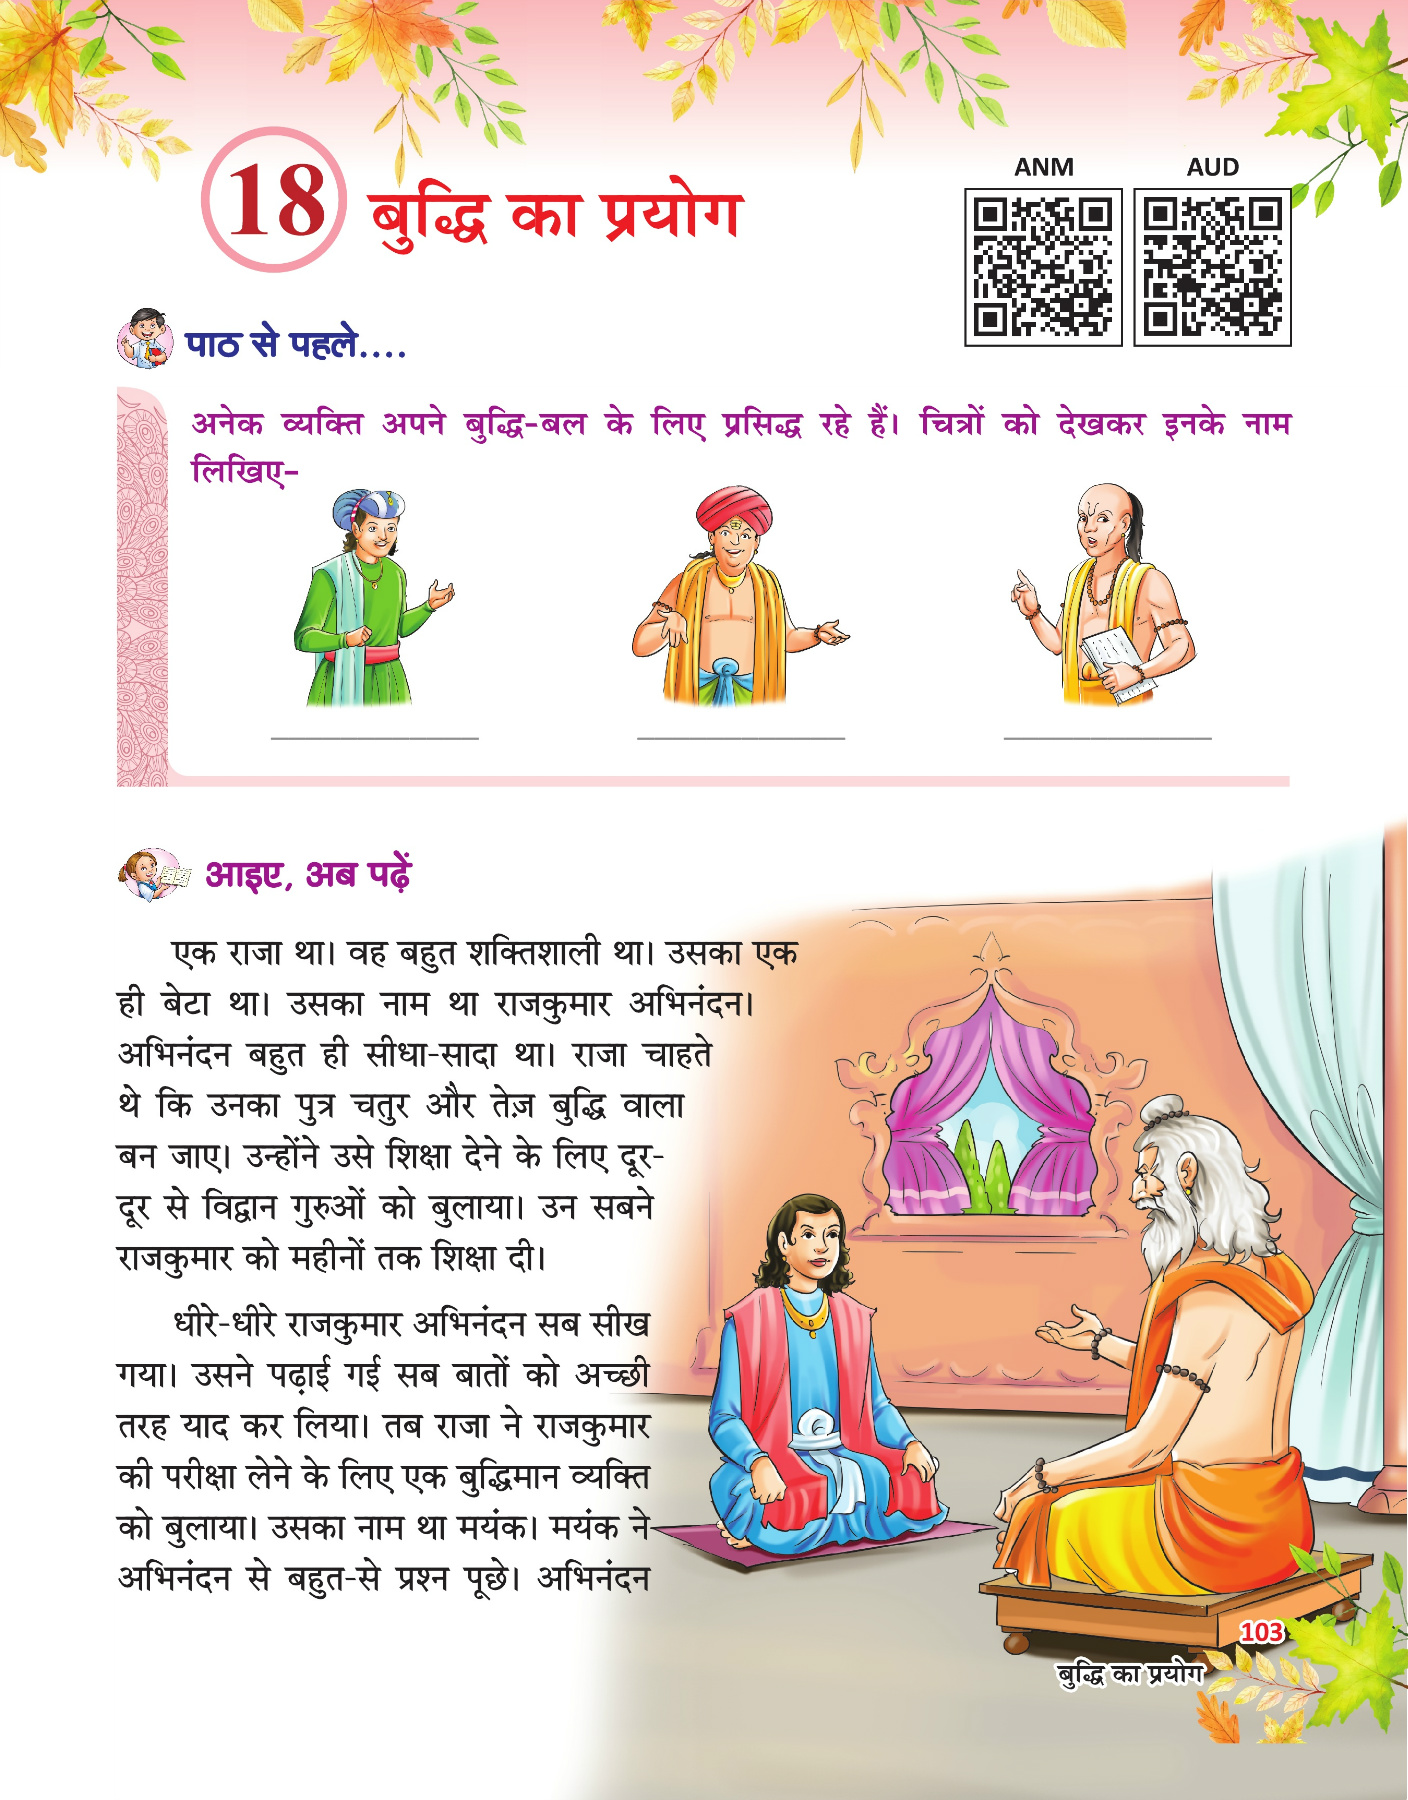 18
बुद्धि का प्रयोग
ANM
AUD
पाठ से पहले....
अनेक व्यक्ति अपने बुद्धि-बल के लिए प्रसिद्ध रहे हैं। चित्रों को देखकर इनके नाम
लिखिए-
आइए, अब पढ़ें
एक राजा था। वह बहुत शक्तिशाली था। उसका एक
ही बेटा था। उसका नाम था राजकुमार अभिनंदन।
अभिनंदन बहुत ही सीधा-सादा था। राजा चाहते
थे कि उनका पुत्र चतुर और तेज़ बुद्धि वाला
बन जाए। उन्होंने उसे शिक्षा देने के लिए दूर-
दूर से विद्वान गुरुओं को बुलाया। उन सबने
राजकुमार को महीनों तक शिक्षा दी।
धीरे-धीरे राजकुमार अभिनंदन सब सीख
गया। उसने पढ़ाई गई सब बातों को अच्छी
तरह याद कर लिया। तब राजा ने राजकुमार
की परीक्षा लेने के लिए एक बुद्धिमान व्यक्ति
को बुलाया। उसका नाम था मयंक। मयंक ने
अभिनंदन से बहुत-से प्रश्न पूछे। अभिनंदन
103
बुद्धि का प्रयोग